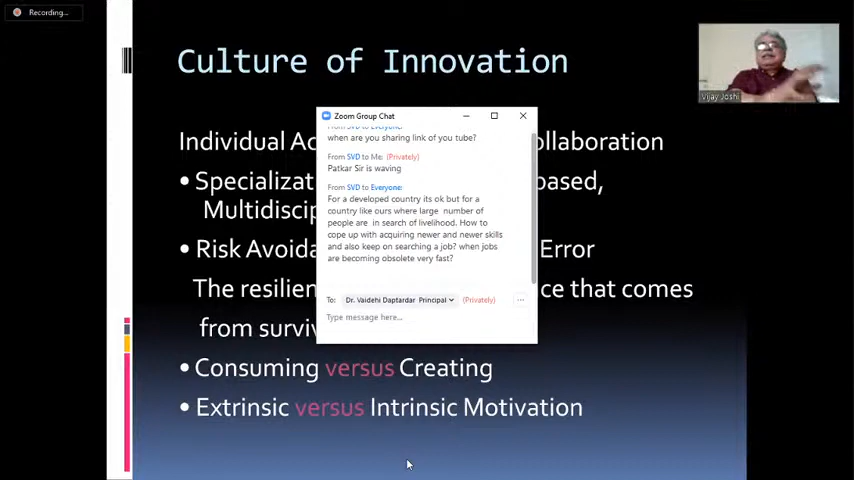 Recording...
Culture of Innovation
Vijay Joshi
Zoom Group Chat
From SVD to Everyone:
when are you sharing link of you tube?
From SVD to Me: (Privately)
Patkar Sir is waving
From SVD to Everyone:
For a developed country its ok but for a
country like ours where large number of
people are in search of livelihood. How to
cope up with acquiring newer and newer skills
and also keep on searching a job? when jobs
are becoming obsolete very fast?
To: Dr. Vaidehi Daptardar Principal (Privately)
Type message here...
Individual ollaboration
• Specializat based,
Multidiscip
• Risk Avoida Error
The resilien ce that comes
from surviv
• Consuming versus Creating
• Extrinsic versus Intrinsic Motivation